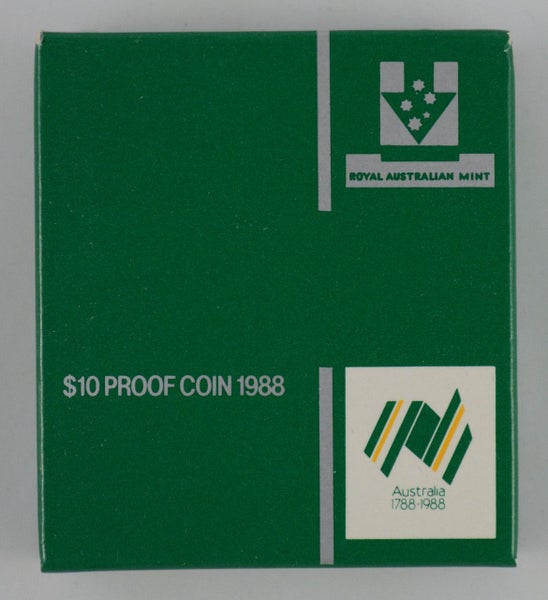 ROYAL AUSTRALIAN MINT
$10 PROOF COIN 1988
Australia
1788·1988